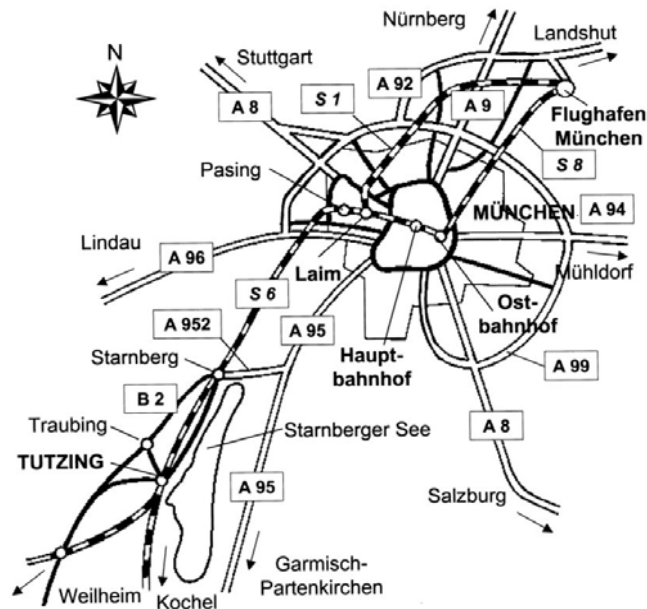 Nürnberg
N
Landshut
Stuttgart
A 92
S 1
A 9
A 8
Flughafen
München
Pasing
S 8
MÜNCHEN
A 94
Lindau
A 96
Laim
Mühldorf
S 6
Ost-
bahnhof
A 952
A 95
Haupt-
bahnhof
Starnberg
A 99
B 2
Traubing
Starnberger See
A 8
TUTZING
A 95
Salzburg
Garmisch-
Partenkirchen
Weilheim
Kochel